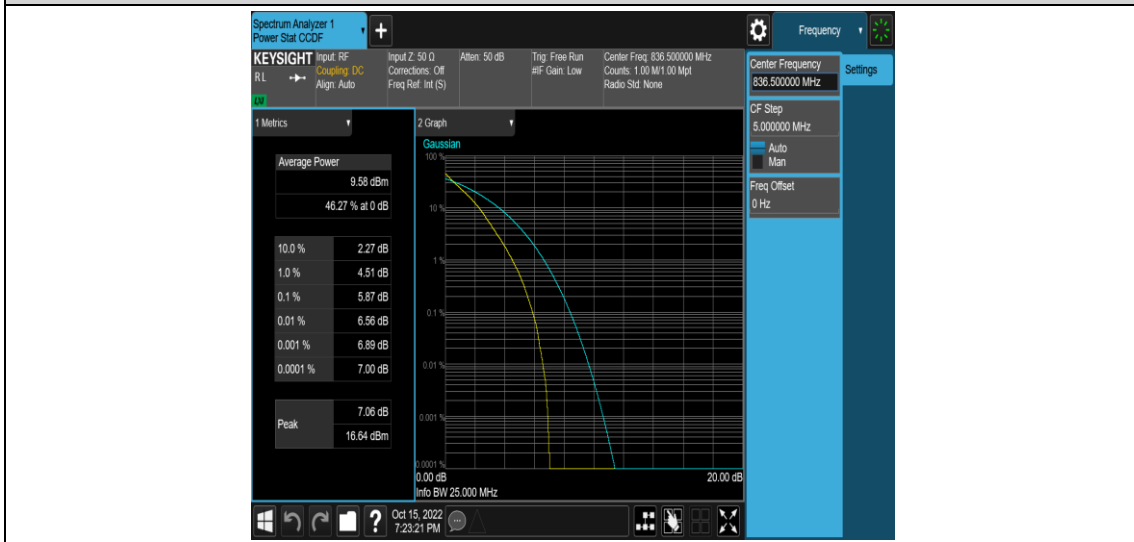 Spectrum Analyzer 1
Power Stat CCDF
Frequency
KEYSIGHT
RL
LXI
Input: RF
Coupling: DC
Align: Auto
Input Z: 50 Ω
Corrections: Off
Freq Ref: Int (S)
Atten: 50 dB
Trig: Free Run
#IF Gain: Low
Center Freq: 836.500000 MHz
Counts: 1.00 M/1.00 Mpt
Radio Std: None
Center Frequency
836.500000 MHz
Settings
CF Step
5.000000 MHz
Auto
Man
Freq Offset
0 Hz
1 Metrics
Average Power
9.58 dBm
46.27 % at 0 dB
10.0 % 2.27 dB
1.0 % 4.51 dB
0.1 % 5.87 dB
0.01 % 6.56 dB
0.001 % 6.89 dB
0.0001 % 7.00 dB
Peak
7.06 dB
16.64 dBm
2 Graph
Gaussian
100 %
10 %
1 %
0.1 %
0.01 %
0.001 %
0.0001 %
0.00 dB 20.00 dB
Info BW 25.000 MHz
?
Oct 15, 2022
7:23:21 PM